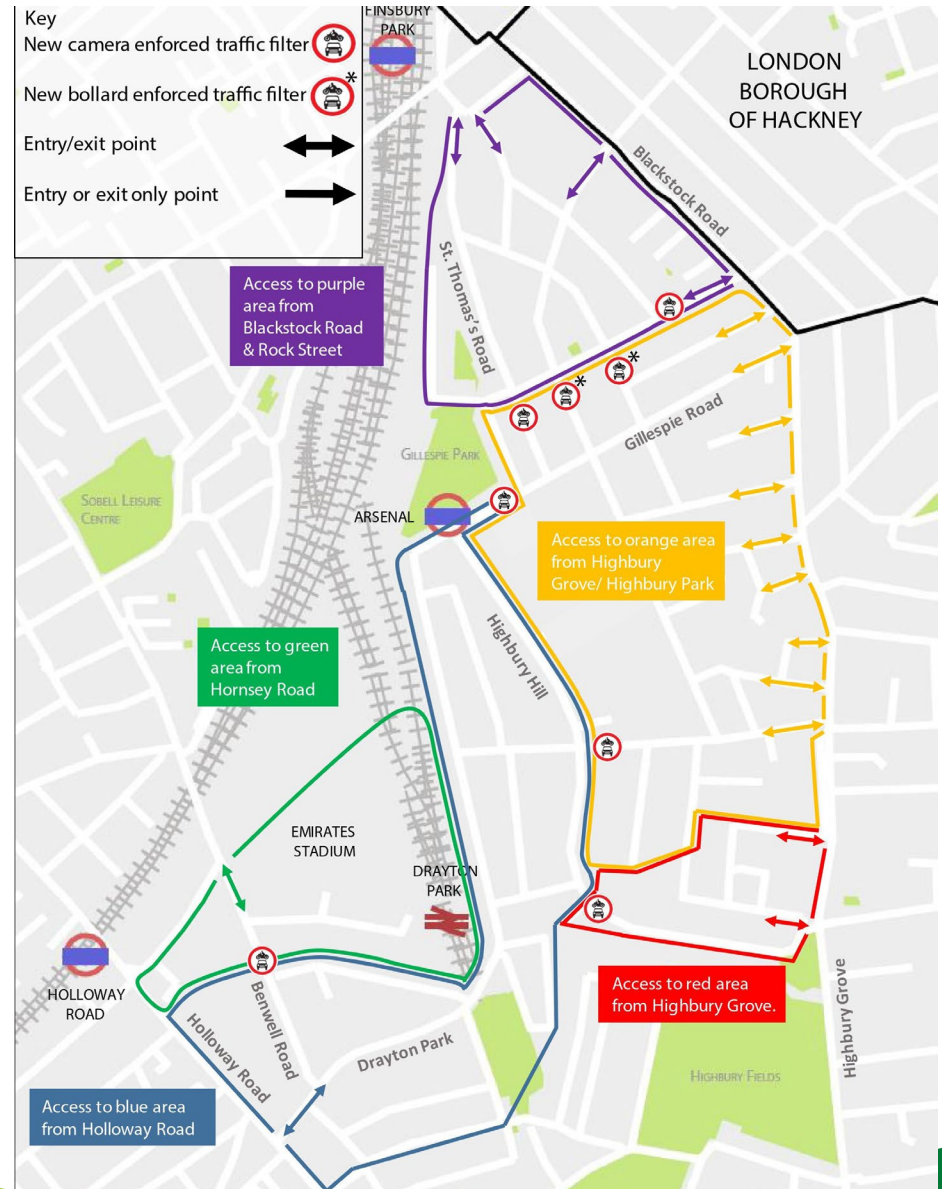 Key
New camera enforced traffic filter
New bollard enforced traffic filter *
Entry/exit point
Entry or exit only point
FINSBURY
PARK
LONDON
BOROUGH
OF HACKNEY
Blackstock Road
Access to purple
area from
Blackstock Road
& Rock Street
St. Thomas's Road
*
*
Gillespie Road
GILLESPIE PARK
SOBELL LEISURE
CENTRE
ARSENAL
Access to orange area
from Highbury
Grove/ Highbury Park
Access to green
area from
Hornsey Road
Highbury Hill
EMIRATES
STADIUM
DRAYTON
PARK
HOLLOWAY
ROAD
Benwell Road
Holloway Road
Drayton Park
Access to red area
from Highbury Grove.
Highbury Grove
HIGHBURY FIELDS
Access to blue area
from Holloway Road